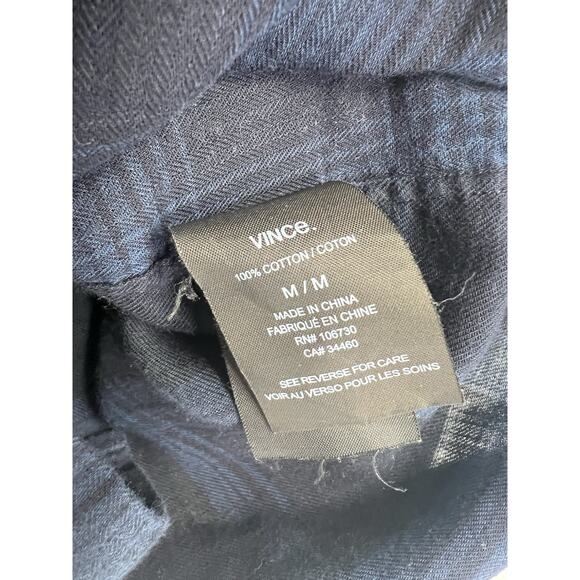 VINCE.
100% COTTON / COTON
M / M
MADE IN CHINA
FABRIQUÉ EN CHINE
RN# 106730
CA# 34460
SEE REVERSE FOR CARE
VOIR AU VERSO POUR LES SOINS